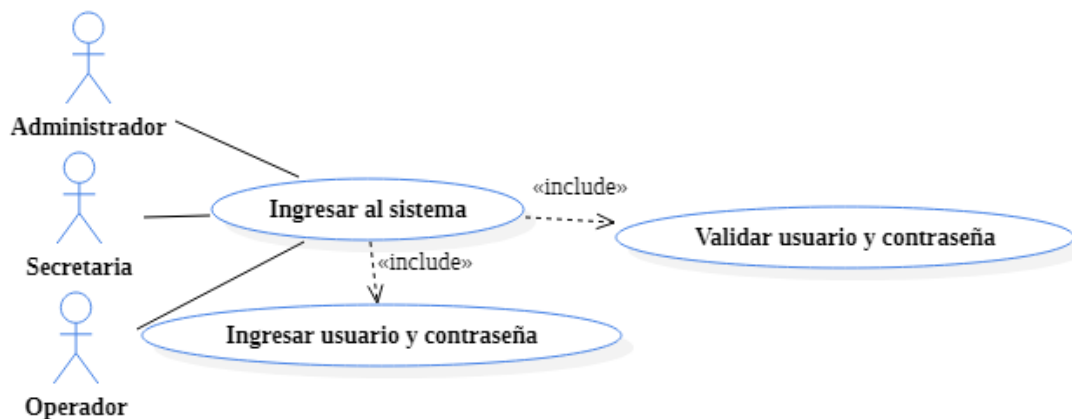 Administrador
«include»
Ingresar al sistema
Validar usuario y contraseña
Secretaria
«include»
Ingresar usuario y contraseña
Operador